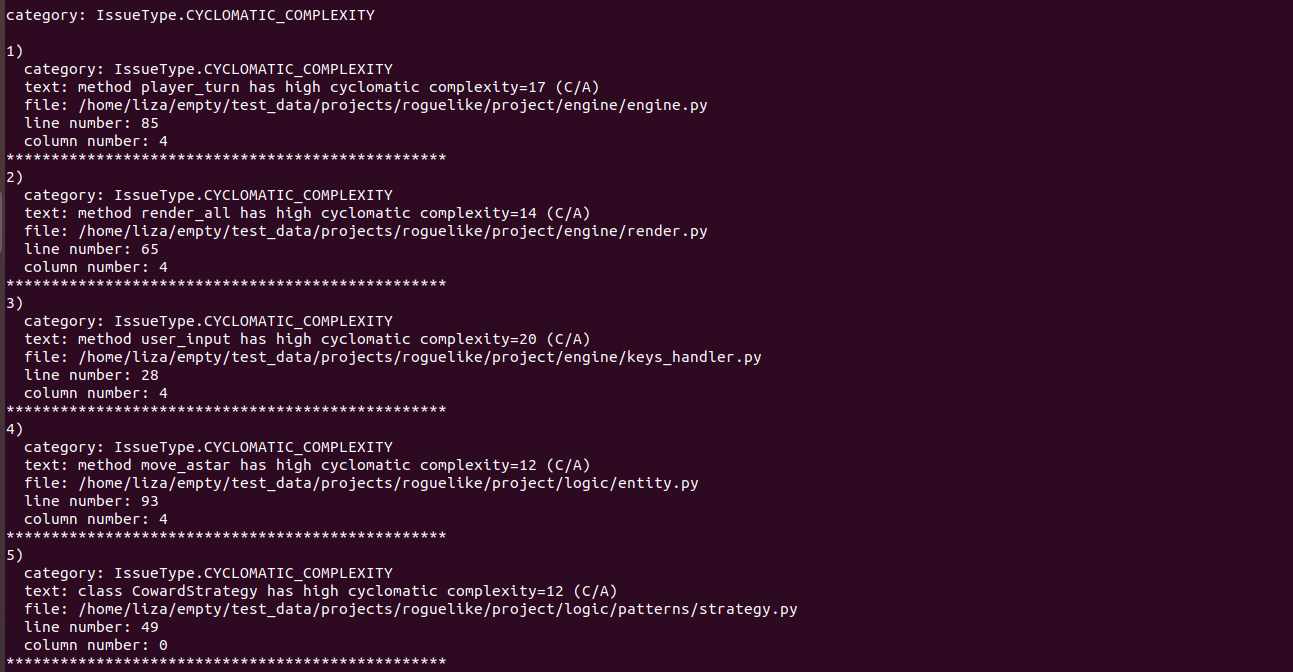 category: IssueType.CYCLOMATIC_COMPLEXITY
1)
category: IssueType.CYCLOMATIC_COMPLEXITY
text: method player_turn has high cyclomatic complexity=17 (C/A)
file: /home/liza/empty/test_data/projects/roguelike/project/engine/engine.py
line number: 85
column number: 4
*************************************************
2)
category: IssueType.CYCLOMATIC_COMPLEXITY
text: method render_all has high cyclomatic complexity=14 (C/A)
file: /home/liza/empty/test_data/projects/roguelike/project/engine/render.py
line number: 65
column number: 4
*************************************************
3)
category: IssueType.CYCLOMATIC_COMPLEXITY
text: method user_input has high cyclomatic complexity=20 (C/A)
file: /home/liza/empty/test_data/projects/roguelike/project/engine/keys_handler.py
line number: 28
column number: 4
*************************************************
4)
category: IssueType.CYCLOMATIC_COMPLEXITY
text: method move_astar has high cyclomatic complexity=12 (C/A)
file: /home/liza/empty/test_data/projects/roguelike/project/logic/entity.py
line number: 93
column number: 4
*************************************************
5)
category: IssueType.CYCLOMATIC_COMPLEXITY
text: class CowardStrategy has high cyclomatic complexity=12 (C/A)
file: /home/liza/empty/test_data/projects/roguelike/project/logic/patterns/strategy.py
line number: 49
column number: 0
*************************************************